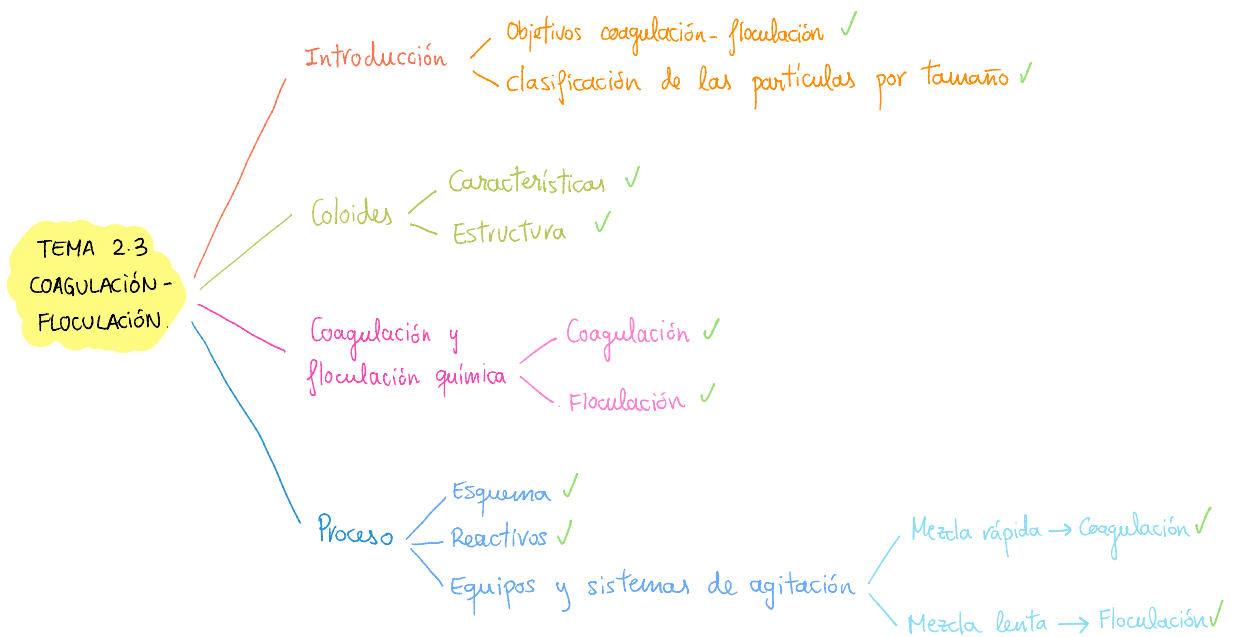 TEMA 2.3
COAGULACIÓN-
FLOCULACIÓN.
Introducción
Objetivos coagulación-floculación ✓
clasificación de las partículas por tamaño ✓
Coloides
Características ✓
Estructura ✓
Coagulación y
floculación química
Coagulación ✓
Floculación ✓
Proceso
Esquema ✓
Reactivos ✓
Equipos y sistemas de agitación
Mezcla rápida → Coagulación ✓
Mezcla lenta → Floculación ✓